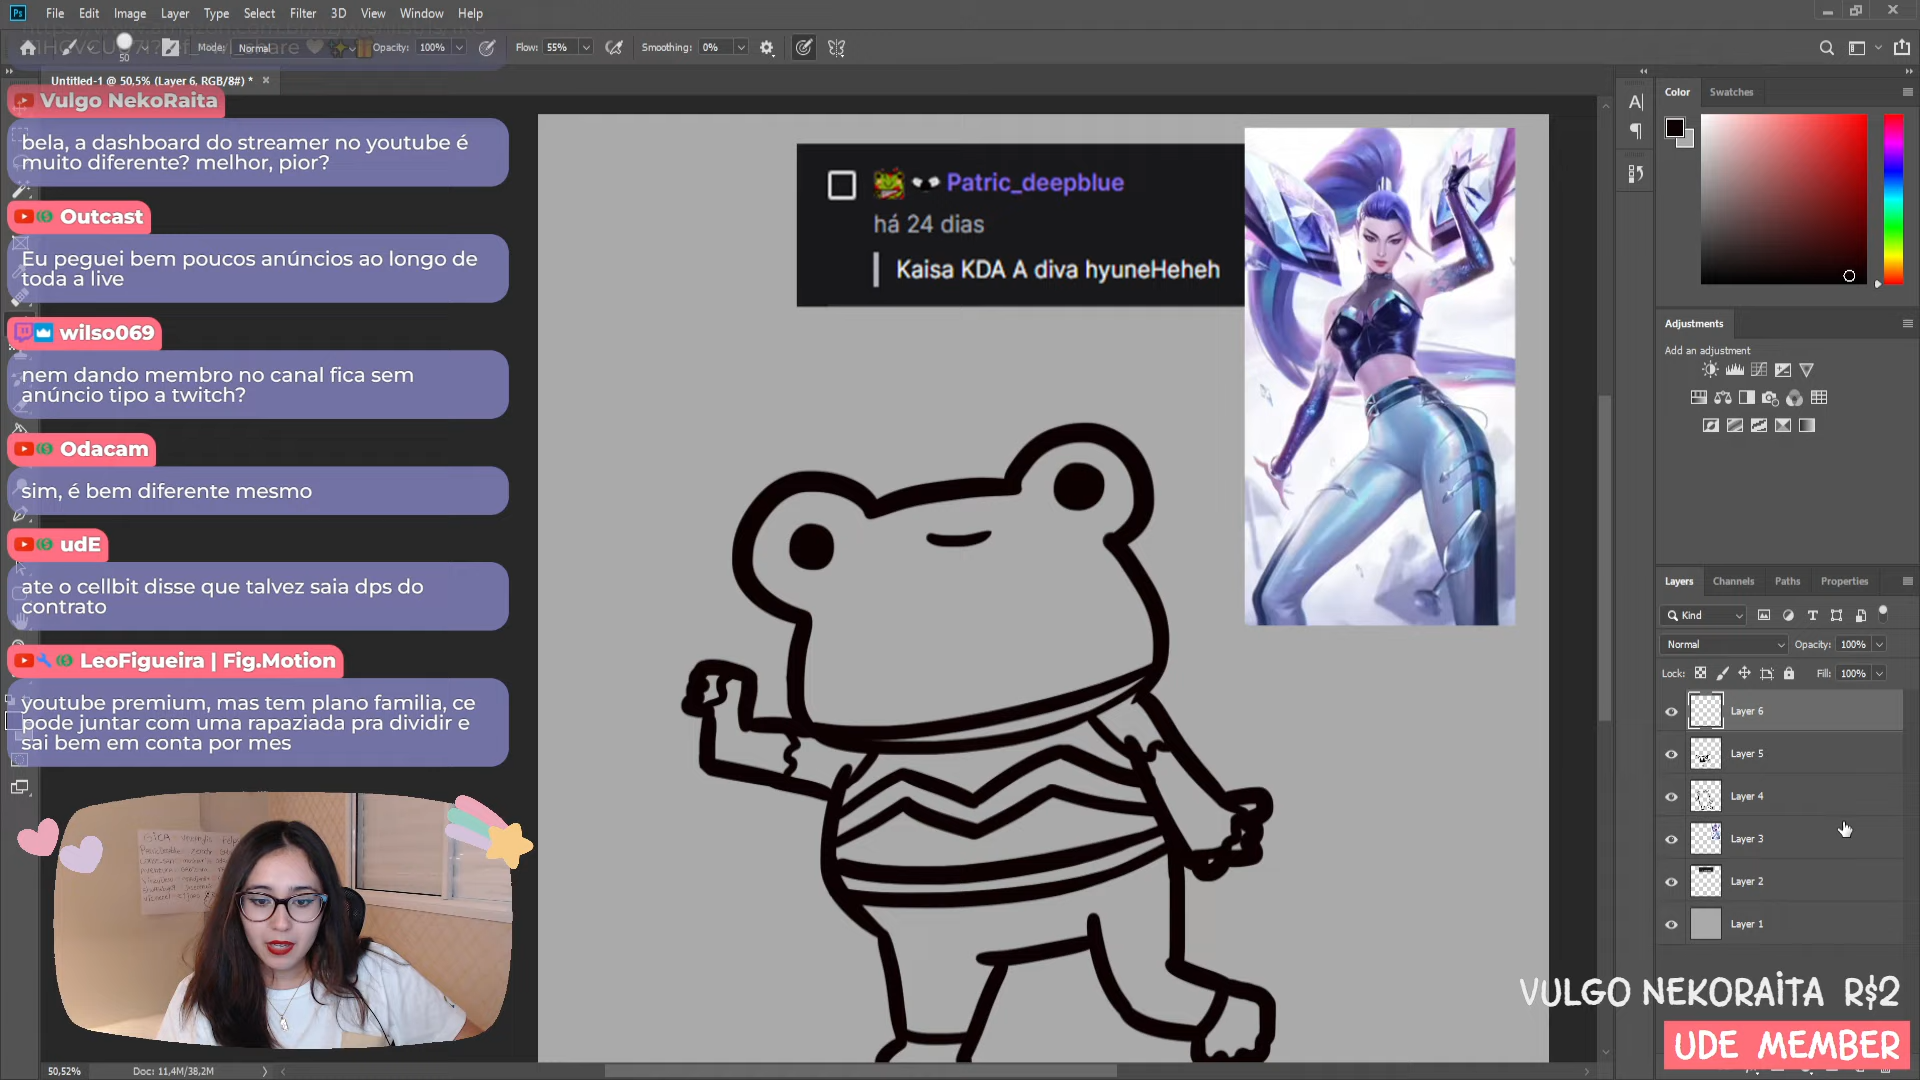 Ps File Edit Image Layer Type Select Filter 3D View Window Help
50 Mode: Normal Opacity: 100% Flow: 55% Smoothing: 0%
Untitled-1 @ 50,5% (Layer 6, RGB/8#) *
Vulgo NekoRaita
bela, a dashboard do streamer no youtube é
muito diferente? melhor, pior?
Outcast
Eu peguei bem poucos anúncios ao longo de
toda a live
wilso069
nem dando membro no canal fica sem
anúncio tipo a twitch?
Odacam
sim, é bem diferente mesmo
udE
ate o cellbit disse que talvez saia dps do
contrato
LeoFigueira | Fig.Motion
youtube premium, mas tem plano familia, ce
pode juntar com uma rapaziada pra dividir e
sai bem em conta por mes
Patric_deepblue
há 24 dias
Kaisa KDA A diva hyuneHeheh
Color Swatches
Adjustments
Add an adjustment
Layers Channels Paths Properties
Kind
Normal Opacity: 100%
Lock: Fill: 100%
Layer 6
Layer 5
Layer 4
Layer 3
Layer 2
Layer 1
VULGO NEKORAITA R$2
UDE MEMBER
50,52% Doc: 11,4M/38,2M